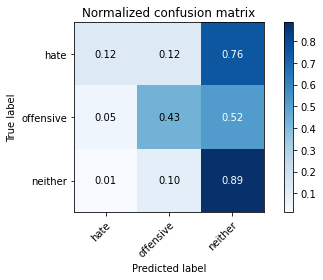 Normalized confusion matrix
True label
hate 0.12 0.12 0.76
offensive 0.05 0.43 0.52
neither 0.01 0.10 0.89
hate offensive neither
Predicted label
0.8
0.7
0.6
0.5
0.4
0.3
0.2
0.1